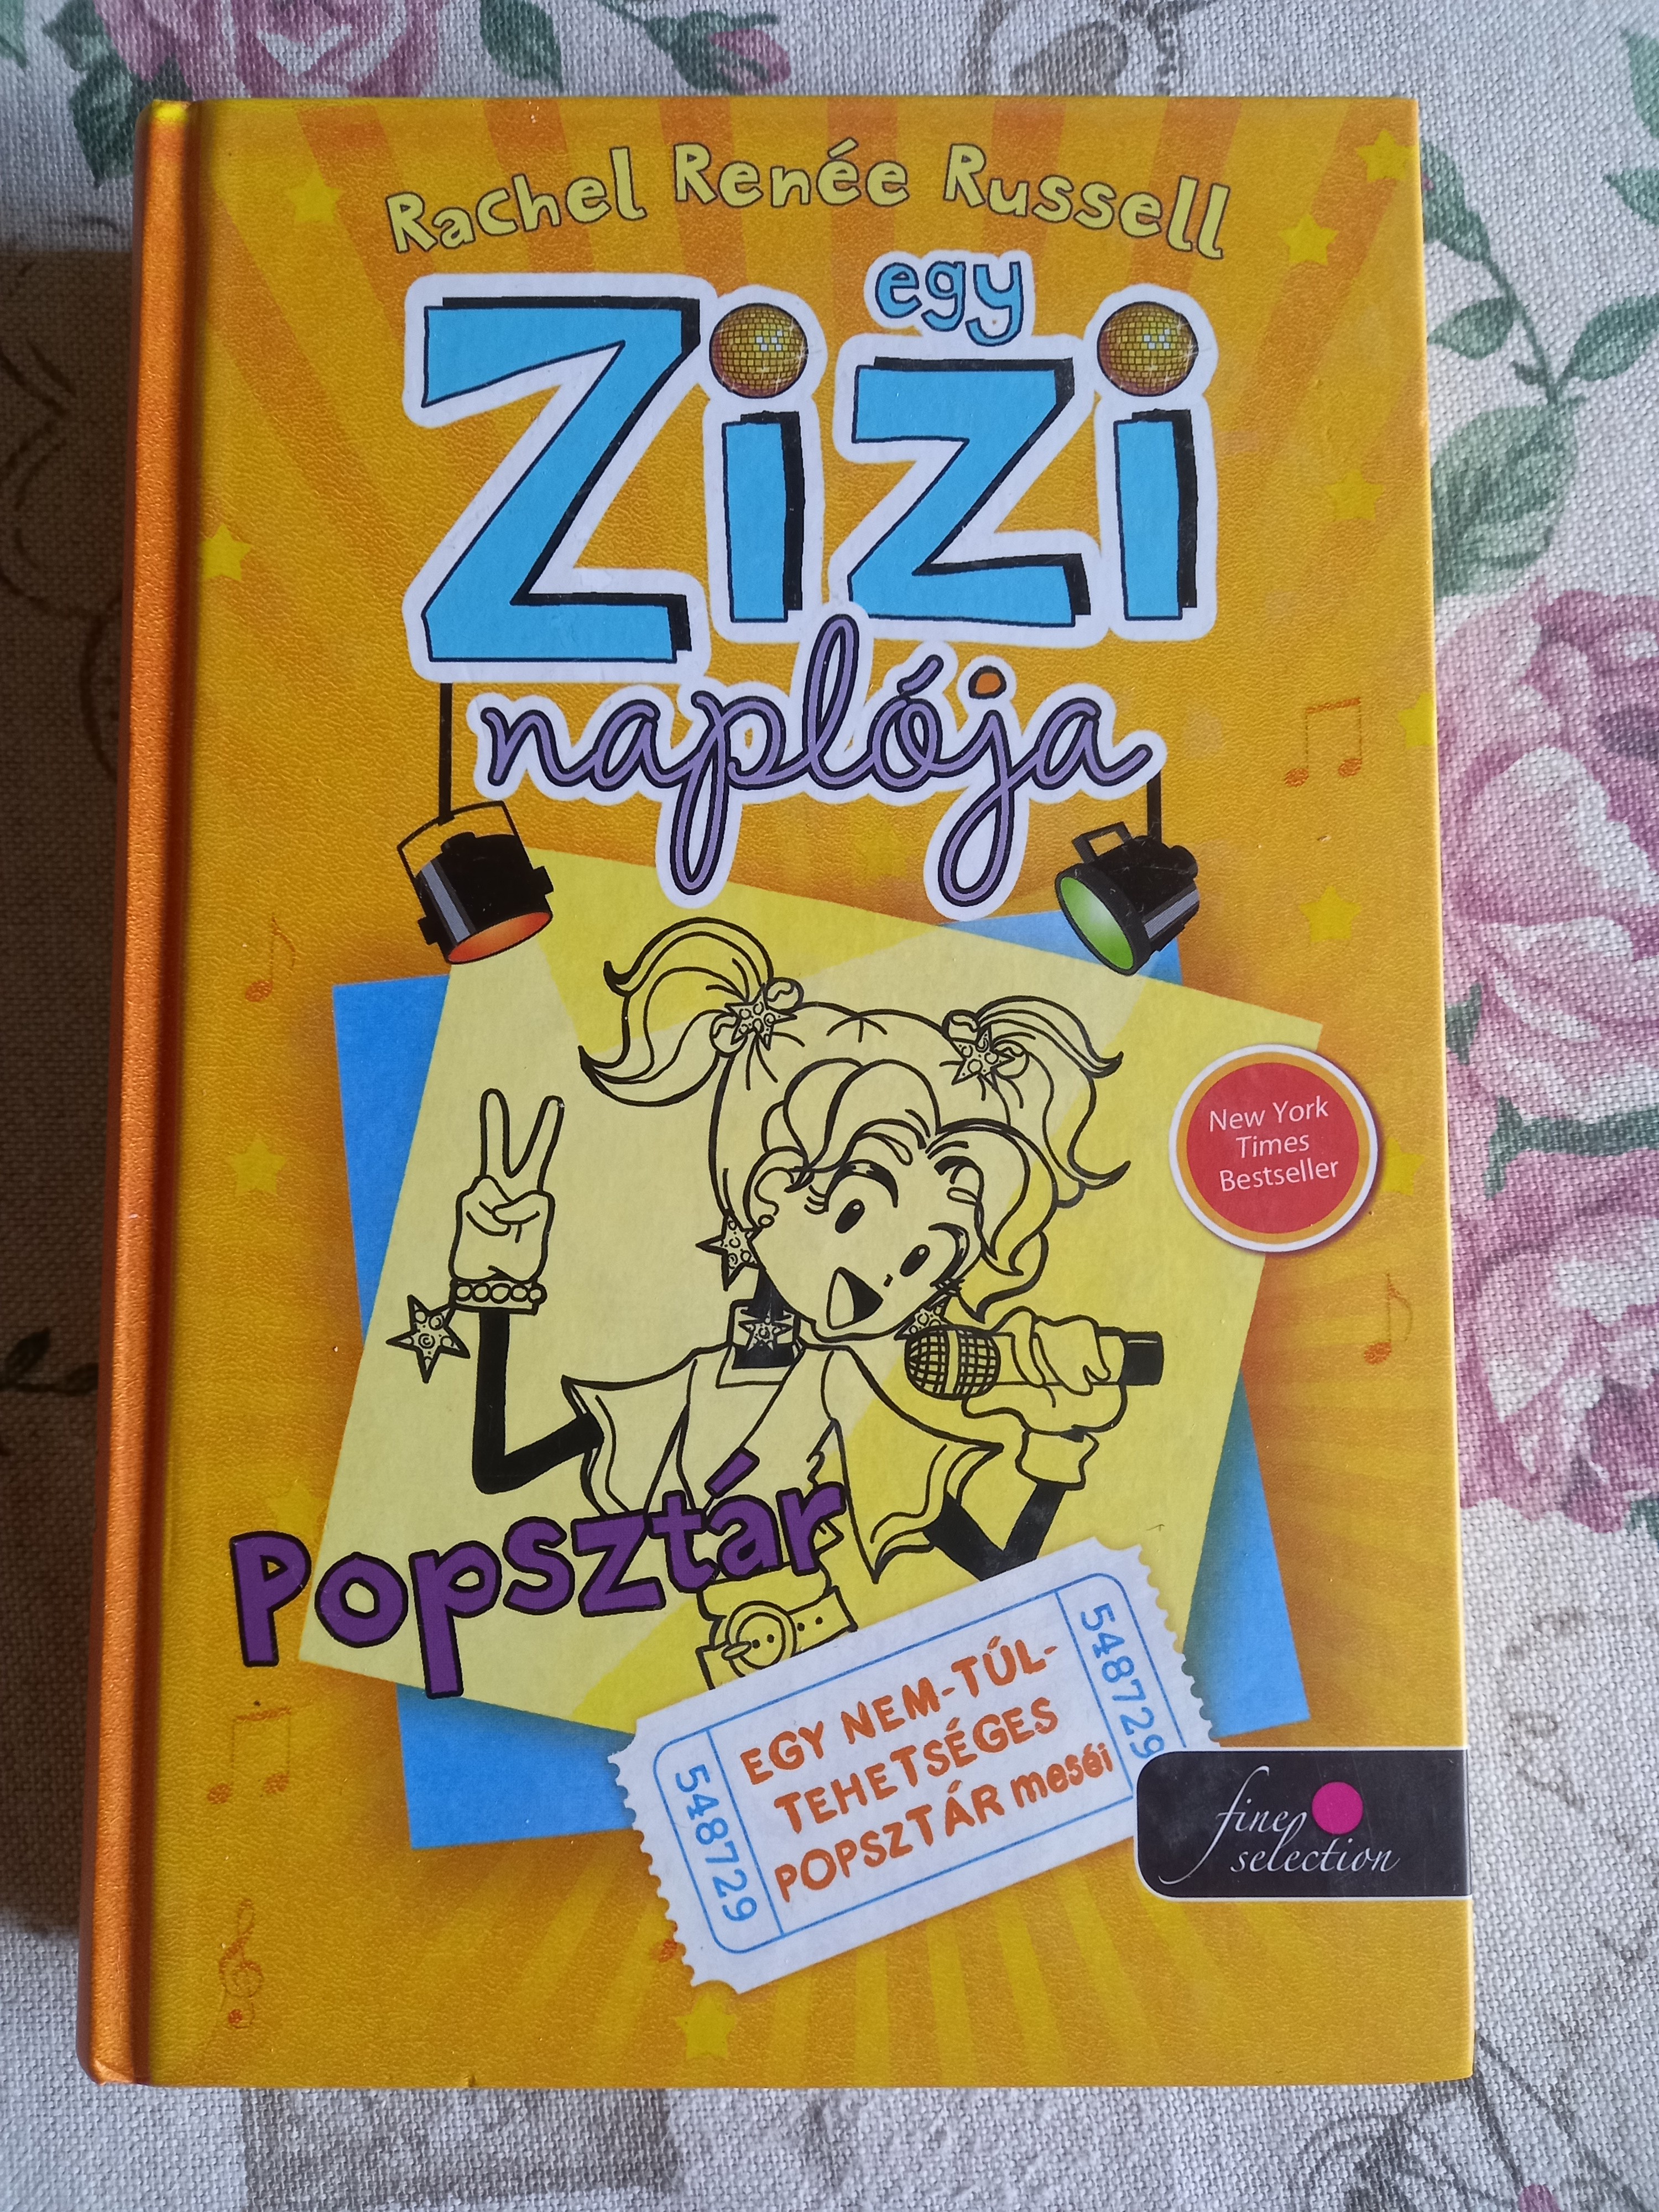 Rachel Renée Russell
egy
Zizi
naplója
New York
Times
Bestseller
Popsztár
EGY NEM-TÚL-
TEHETSÉGES
POPSZTÁR meséi
548729
548729
fine
selection